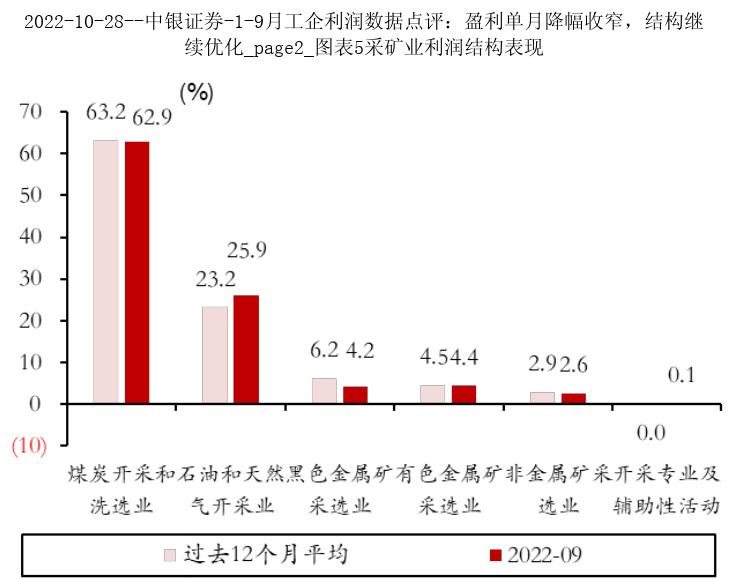 2022-10-28--中银证券-1-9月工企利润数据点评：盈利单月降幅收窄，结构继
续优化_page2_图表5采矿业利润结构表现
(%)
70
60
50
40
30
20
10
0
(10)
63.2 62.9
23.2 25.9
6.2 4.2
4.5 4.4
2.9 2.6
0.0 0.1
煤炭开采和
洗选业
石油和天然
气开采业
黑色金属矿
采选业
有色金属矿
采选业
非金属矿采
选业
开采专业及
辅助性活动
过去12个月平均
2022-09